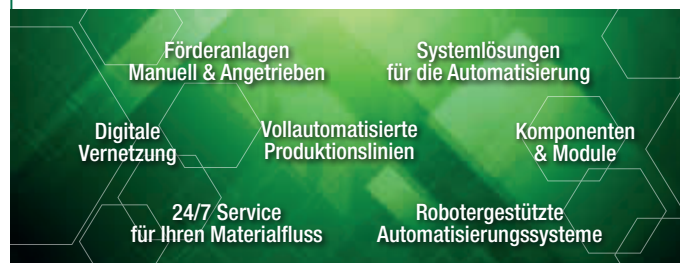 Förderanlagen
Manuell & Angetrieben
Systemlösungen
für die Automatisierung
Digitale
Vernetzung
Vollautomatisierte
Produktionslinien
Komponenten
& Module
24/7 Service
für Ihren Materialfluss
Robotergestützte
Automatisierungssysteme